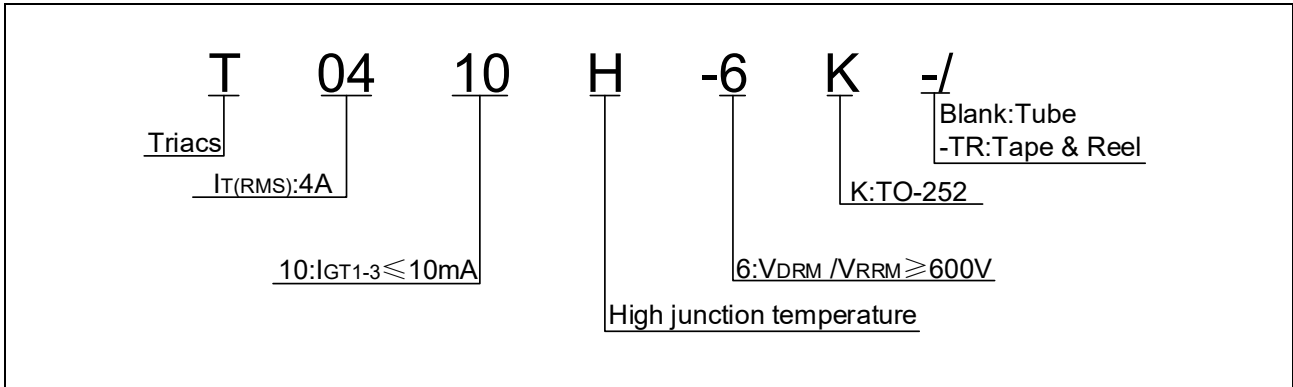 T 04 10 H -6 K -/
Blank:Tube
Triacs
-TR:Tape & Reel
IT(RMS):4A
K:TO-252
10:IGT1-3≤10mA
6:VDRM /VRRM≥600V
High junction temperature